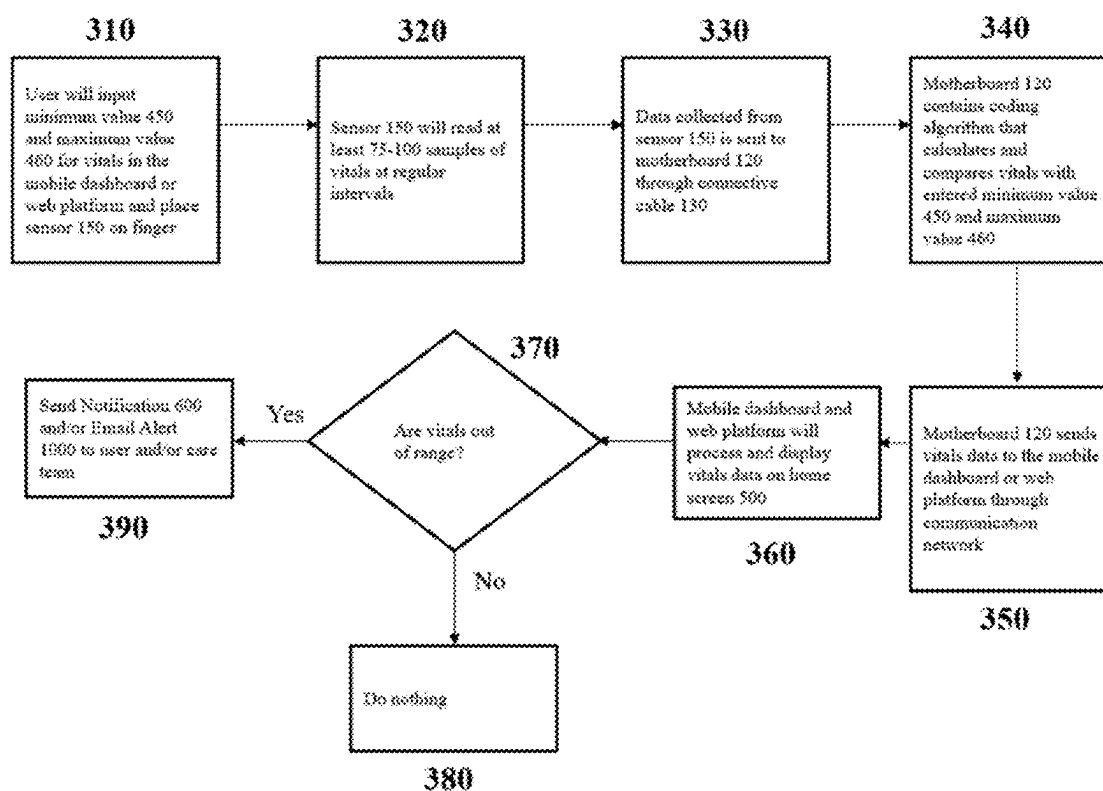 310
User will input
minimum value 450
and maximum value
460 for vitals in the
mobile dashboard or
web platform and place
sensor 150 on finger
320
Sensor 150 will read at
least 75-100 samples of
vitals at regular
intervals
330
Data collected from
sensor 150 is sent to
motherboard 120
through connective
cable 130
340
Motherboard 120
contains coding
algorithm that
calculates and
compares vitals with
entered minimum value
450 and maximum
value 460
350
Motherboard 120 sends
vitals data to the mobile
dashboard or web
platform through
communication
network
360
Mobile dashboard and
web platform will
process and display
vitals data on home
screen 500
370
Are vitals out
of range?
Yes
Send Notification 600
and/or Email Alert
1000 to user and/or care
team
390
No
Do nothing
380